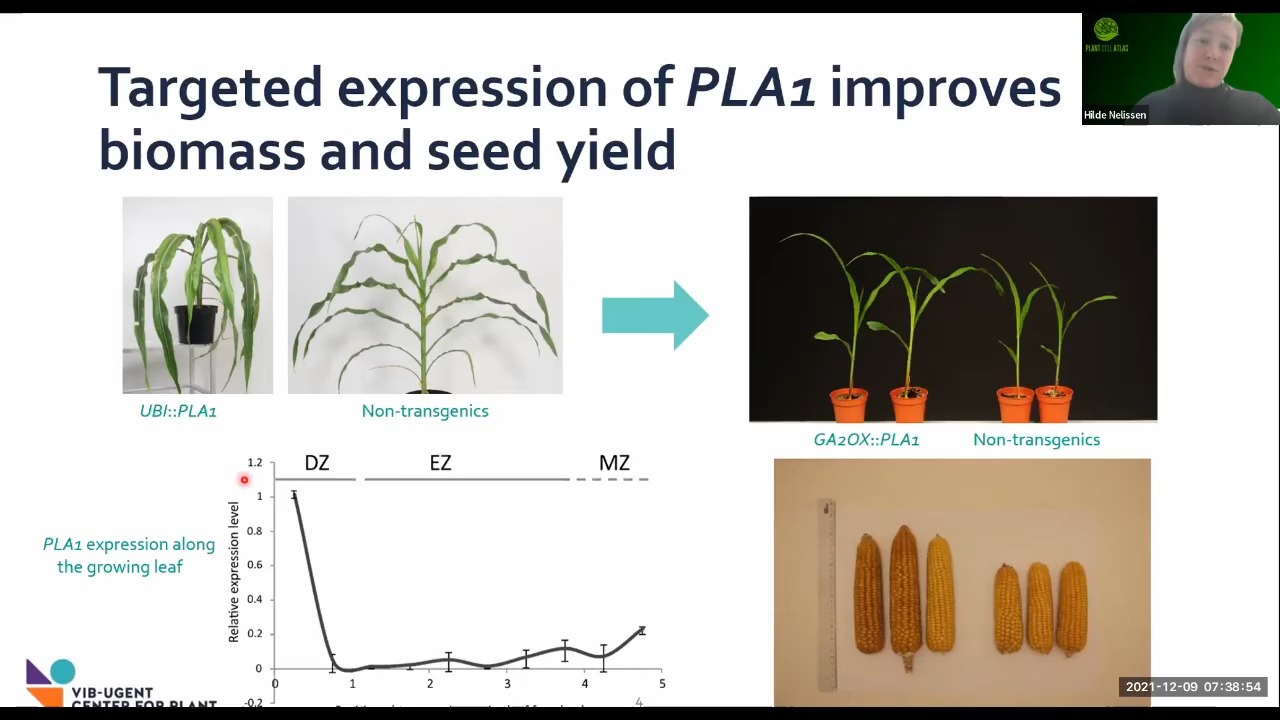 Targeted expression of PLA1 improves
biomass and seed yield
PLANT CELL ATLAS
Hilde Nelissen
UBI::PLA1
Non-transgenics
GA2OX::PLA1
Non-transgenics
PLA1 expression along
the growing leaf
Relative expression level
DZ
EZ
MZ
1.2
1
0.8
0.6
0.4
0.2
0
-0.2
0
1
2
3
4
5
4
VIB-UGENT
CENTER FOR PLANT
2021-12-09 07:38:54